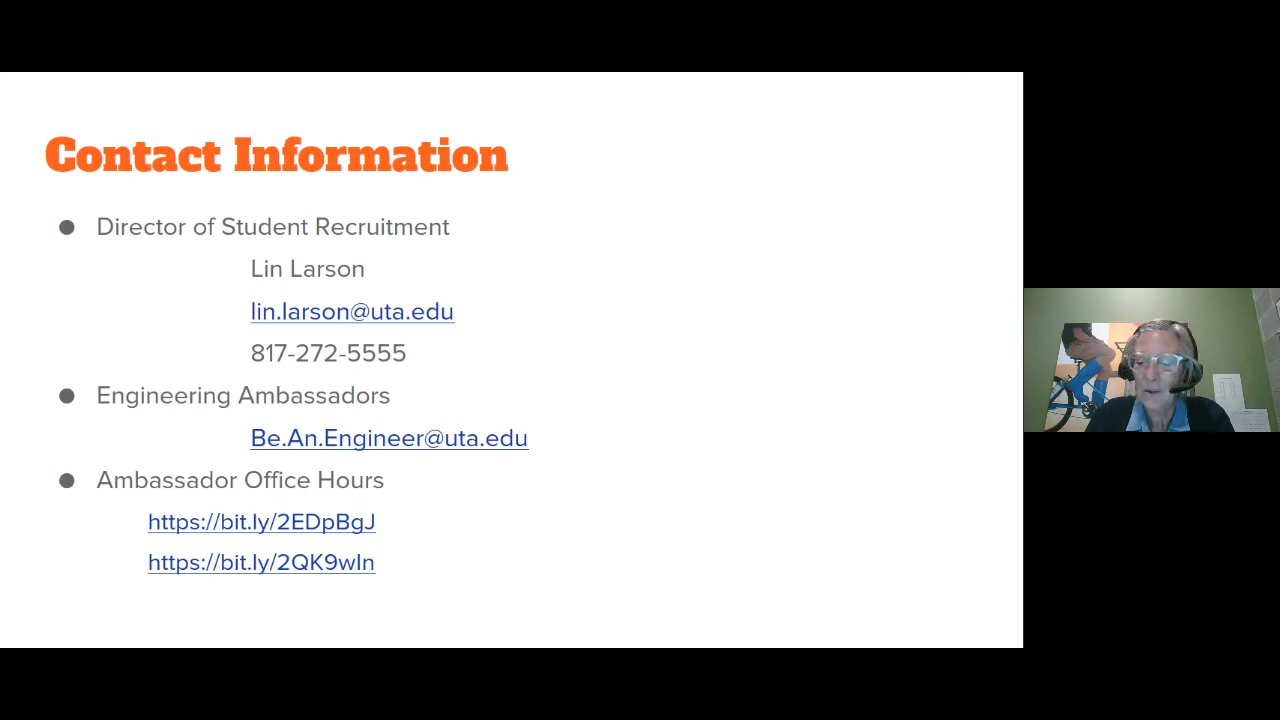 Contact Information
● Director of Student Recruitment
Lin Larson
lin.larson@uta.edu
817-272-5555
● Engineering Ambassadors
Be.An.Engineer@uta.edu
● Ambassador Office Hours
https://bit.ly/2EDpBgJ
https://bit.ly/2QK9wIn